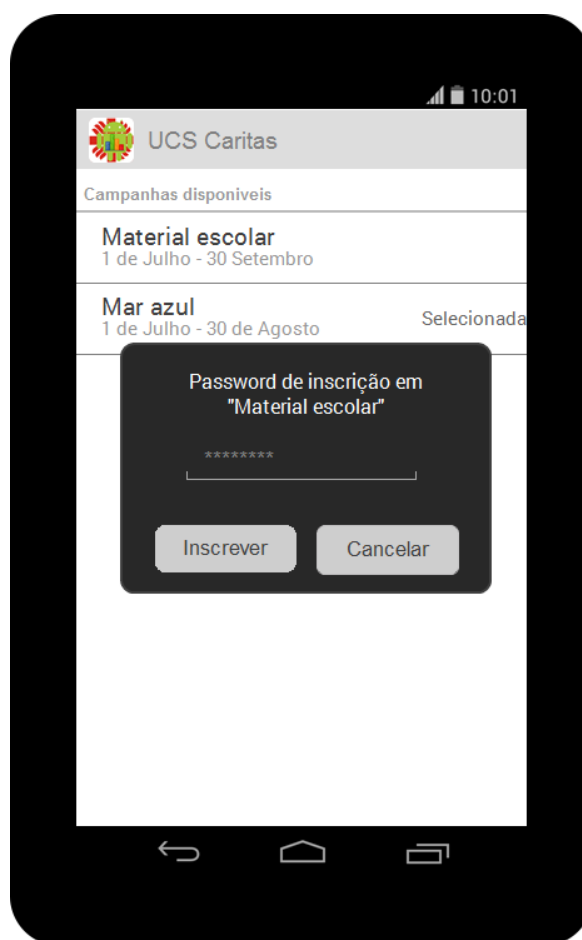 10:01
UCS Caritas
Campanhas disponiveis
Material escolar
1 de Julho - 30 Setembro
Mar azul
1 de Julho - 30 de Agosto
Selecionada
Password de inscrição em
"Material escolar"
********
Inscrever
Cancelar